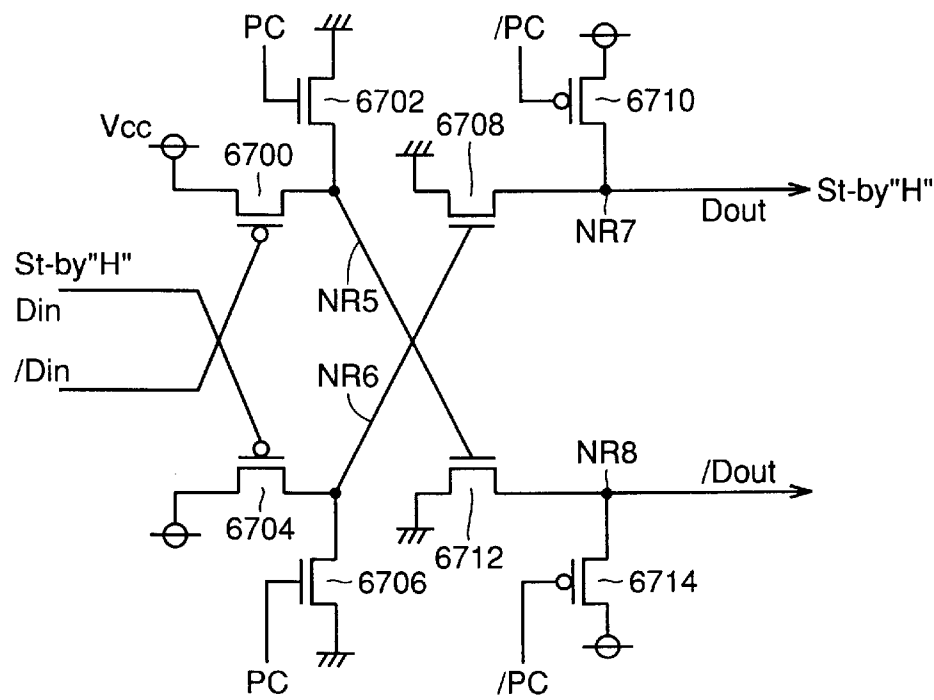 PC
/PC
6702
6710
Vcc
6700
6708
St-by"H"
Dout
NR7
St-by"H"
Din
NR5
/Din
NR6
NR8
/Dout
6704
6712
6706
6714
PC
/PC